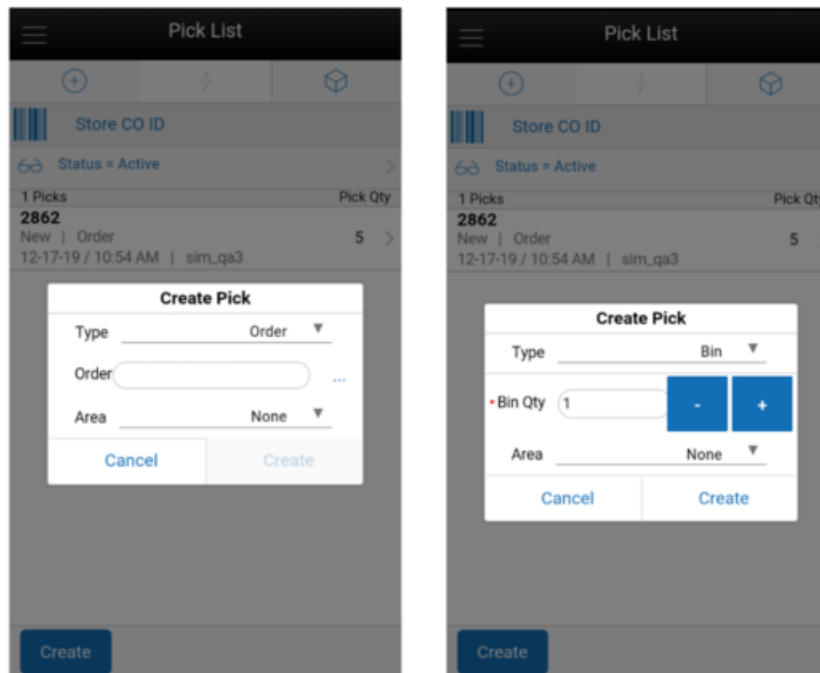 Pick List
Store CO ID
Status = Active
1 Picks Pick Qty
2862
New | Order 5
12-17-19 / 10:54 AM | sim_qa3
Create Pick
Type Order
Order ...
Area None
Cancel Create
Create
Pick List
Store CO ID
Status = Active
1 Picks Pick Qty
2862
New | Order 5
12-17-19 / 10:54 AM | sim_qa3
Create Pick
Type Bin
• Bin Qty 1 - +
Area None
Cancel Create
Create